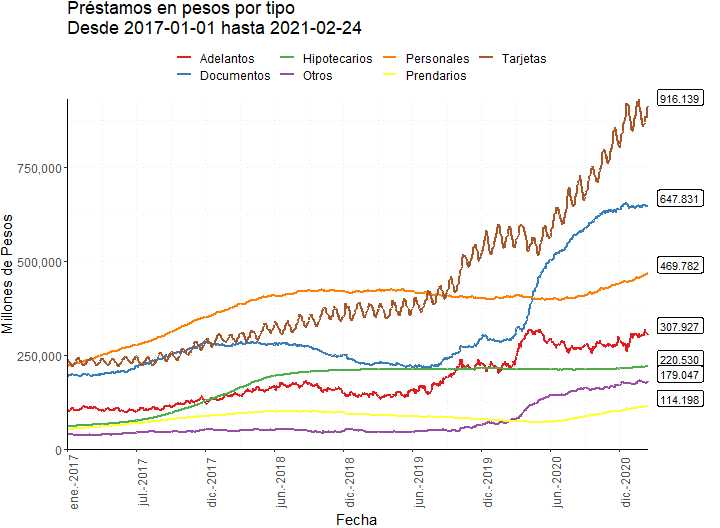 Préstamos en pesos por tipo
Desde 2017-01-01 hasta 2021-02-24
Adelantos Hipotecarios Personales Tarjetas
Documentos Otros Prendarios
916.139
750,000
647.831
Millones de Pesos
500,000
469.782
307.927
250,000
220.530
179.047
114.198
0
ene.-2017 jul.-2017 dic.-2017 jun.-2018 dic.-2018 jun.-2019 dic.-2019 jun.-2020 dic.-2020
Fecha